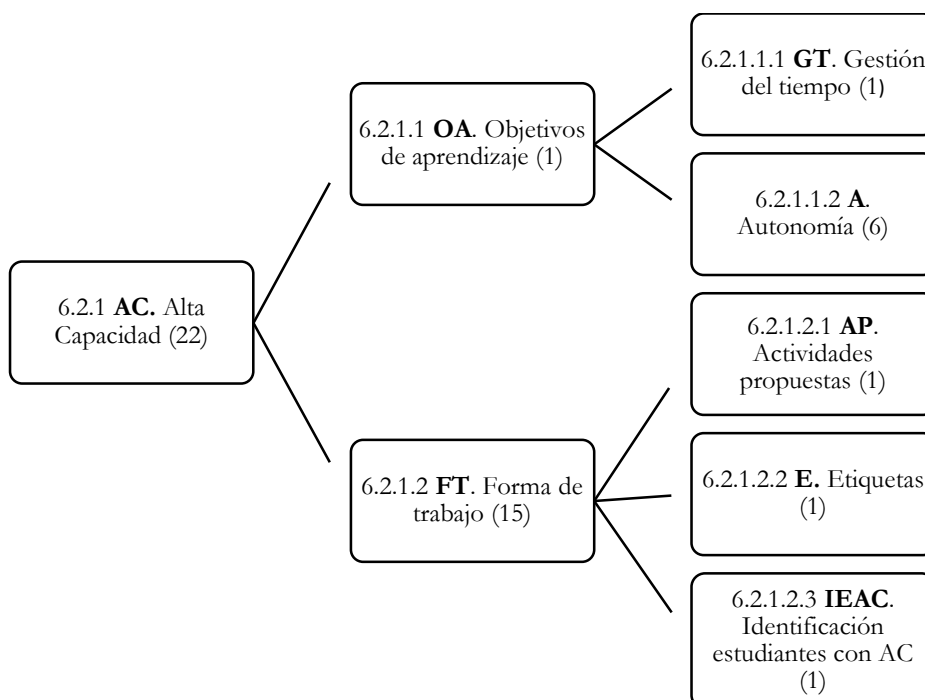 6.2.1 AC. Alta
Capacidad (22)
6.2.1.1 OA. Objetivos
de aprendizaje (1)
6.2.1.1.1 GT. Gestión
del tiempo (1)
6.2.1.1.2 A.
Autonomía (6)
6.2.1.2 FT. Forma de
trabajo (15)
6.2.1.2.1 AP.
Actividades
propuestas (1)
6.2.1.2.2 E. Etiquetas
(1)
6.2.1.2.3 IEAC.
Identificación
estudiantes con AC
(1)